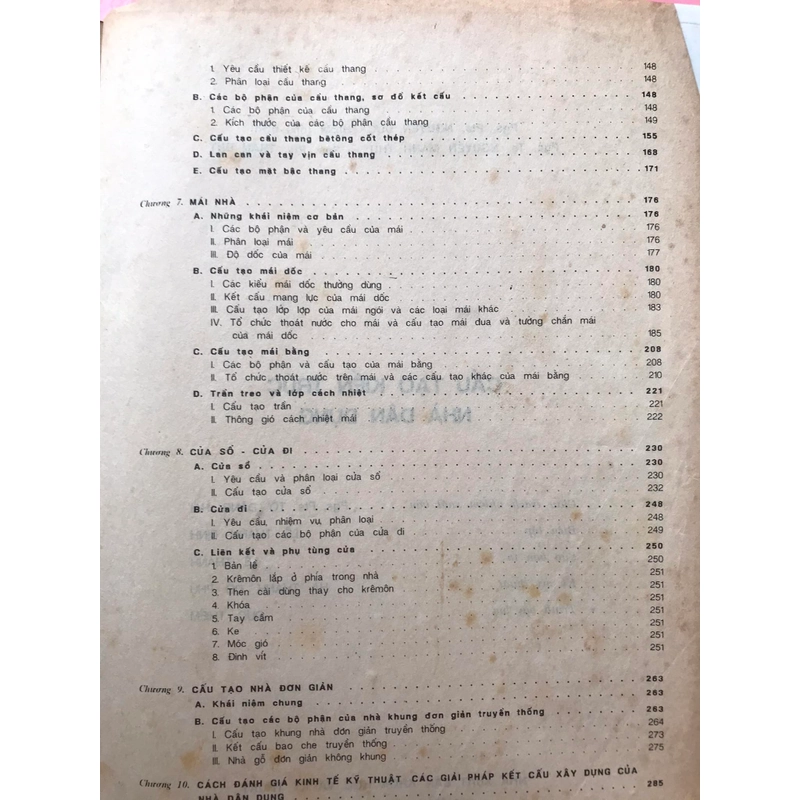 1. Yêu cầu thiết kế cầu thang . . . . . . . . . . 148
2. Phân loại cầu thang . . . . . . . . . . 148
B. Các bộ phận của cầu thang, sơ đồ kết cấu . . . . . . . . . . 148
1. Các bộ phận của cầu thang . . . . . . . . . . 148
2. Kích thước của các bộ phận cầu thang . . . . . . . . . . 149
C. Cấu tạo cầu thang bêtông cốt thép . . . . . . . . . . 155
D. Lan can và tay vịn cầu thang . . . . . . . . . . 168
E. Cấu tạo mặt bậc thang . . . . . . . . . . 171
Chương 7. MÁI NHÀ . . . . . . . . . . 176
A. Những khái niệm cơ bản . . . . . . . . . . 176
I. Các bộ phận và yêu cầu của mái . . . . . . . . . . 176
II. Phân loại mái . . . . . . . . . . 176
III. Độ dốc của mái . . . . . . . . . . 177
B. Cấu tạo mái dốc . . . . . . . . . . 180
I. Các kiểu mái dốc thường dùng . . . . . . . . . . 180
II. Kết cấu mang lực của mái dốc . . . . . . . . . . 180
III. Cấu tạo lớp lợp của mái ngói và các loại mái khác . . . . . . . . . . 183
IV. Tổ chức thoát nước cho mái và cấu tạo mái đua và tường chắn mái
của mái dốc . . . . . . . . . . 185
C. Cấu tạo mái bằng . . . . . . . . . . 208
I. Các bộ phận và cấu tạo của mái bằng . . . . . . . . . . 208
II. Tổ chức thoát nước trên mái và các cấu tạo khác của mái bằng . . . . . . . . . . 210
D. Trần treo và lớp cách nhiệt . . . . . . . . . . 221
I. Cấu tạo trần . . . . . . . . . . 221
II. Thông gió cách nhiệt mái . . . . . . . . . . 222
Chương 8. CỬA SỔ - CỬA ĐI . . . . . . . . . . 230
A. Cửa sổ . . . . . . . . . . 230
I. Yêu cầu và phân loại cửa sổ . . . . . . . . . . 230
II. Cấu tạo cửa sổ . . . . . . . . . . 232
B. Cửa đi . . . . . . . . . . 248
I. Yêu cầu, nhiệm vụ, phân loại . . . . . . . . . . 248
II. Cấu tạo các bộ phận của cửa đi . . . . . . . . . . 249
C. Liên kết và phụ tùng cửa . . . . . . . . . . 250
1. Bản lề . . . . . . . . . . 250
2. Krêmôn lắp ở phía trong nhà . . . . . . . . . . 251
3. Then cài dùng thay cho krêmôn . . . . . . . . . . 251
4. Khóa . . . . . . . . . . 251
5. Tay cầm . . . . . . . . . . 251
6. Ke . . . . . . . . . . 251
7. Móc gió . . . . . . . . . . 251
8. Đinh vít . . . . . . . . . . 251
Chương 9. CẤU TẠO NHÀ ĐƠN GIẢN . . . . . . . . . . 263
A. Khái niệm chung . . . . . . . . . . 263
B. Cấu tạo các bộ phận của nhà khung đơn giản truyền thống . . . . . . . . . . 263
I. Cấu tạo khung nhà đơn giản truyền thống . . . . . . . . . . 264
II. Kết cấu bao che truyền thống . . . . . . . . . . 273
III. Nhà gỗ đơn giản không khung . . . . . . . . . . 275
Chương 10. CÁCH ĐÁNH GIÁ KINH TẾ KỸ THUẬT CÁC GIẢI PHÁP KẾT CẤU XÂY DỰNG CỦA
NHÀ DÂN DỤNG . . . . . . . . . . 285